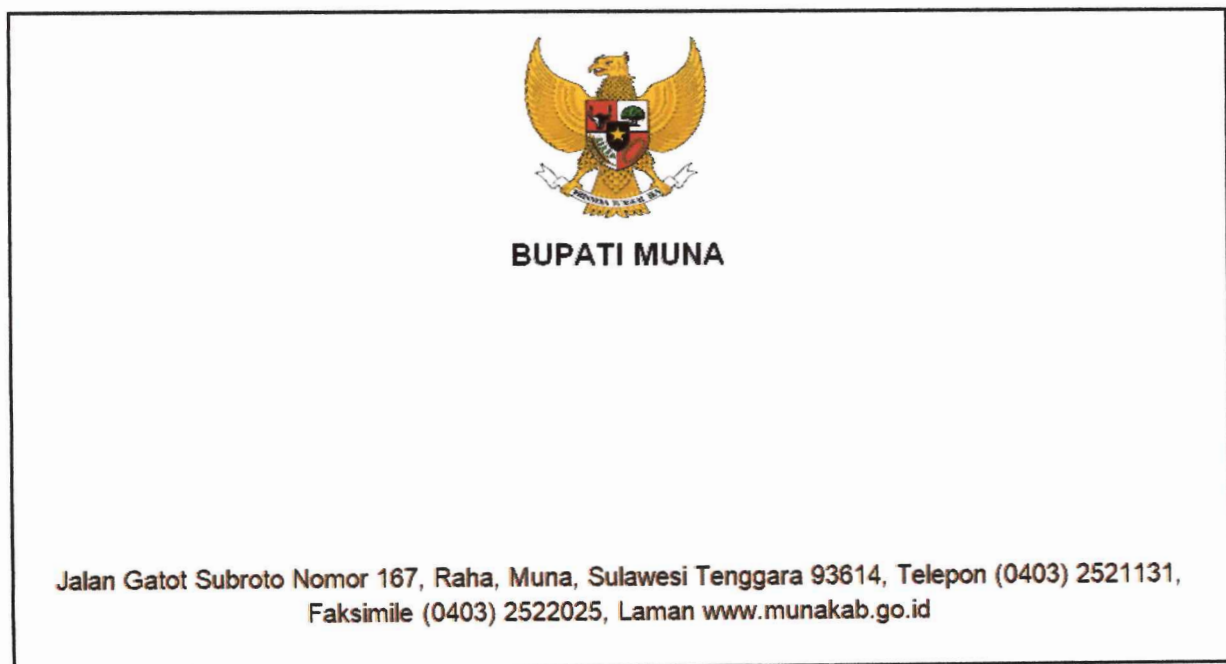 BUPATI MUNA
Jalan Gatot Subroto Nomor 167, Raha, Muna, Sulawesi Tenggara 93614, Telepon (0403) 2521131,
Faksimile (0403) 2522025, Laman www.munakab.go.id